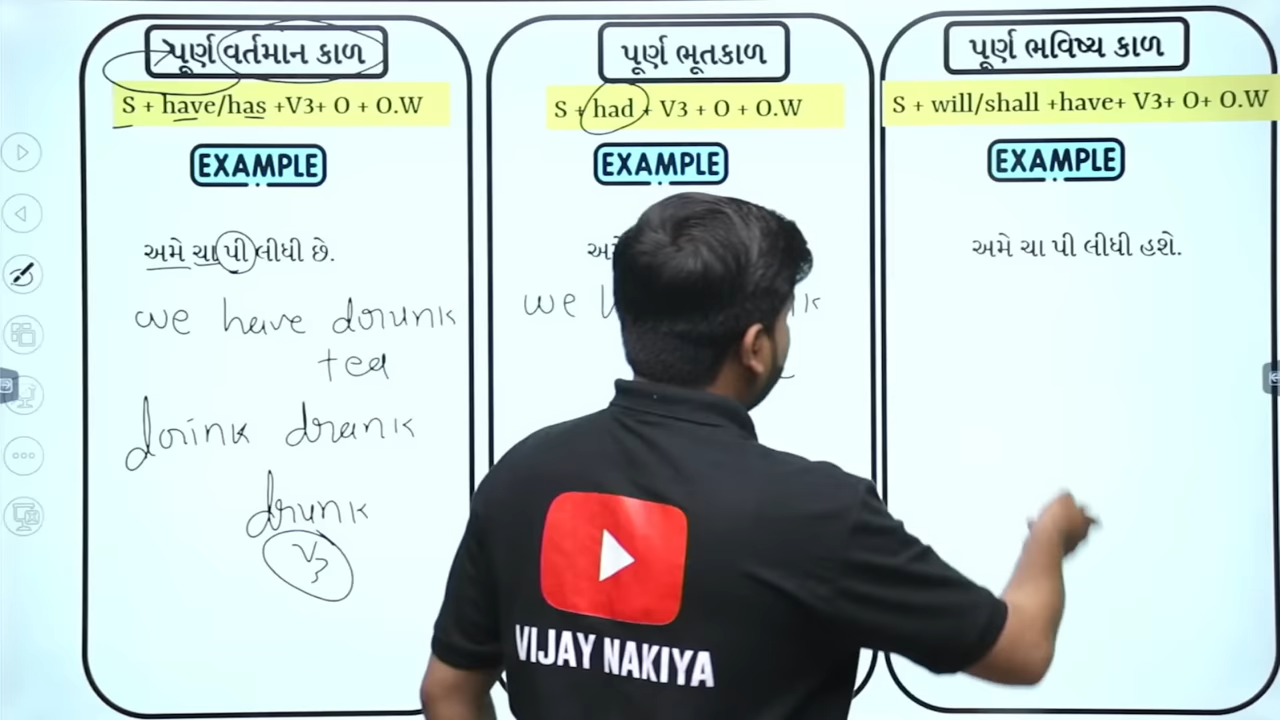 પૂર્ણ વર્તમાન કાળ
S + have/has +V3+ O + O.W
EXAMPLE
અમે ચા પી લીધી છે.
we have drunk
tea
drink drank
drunk
V3
પૂર્ણ ભૂતકાળ
S + had + V3 + O + O.W
EXAMPLE
we
પૂર્ણ ભવિષ્ય કાળ
S + will/shall +have+ V3+ O+ O.W
EXAMPLE
અમે ચા પી લીધી હશે.
VIJAY NAKIYA